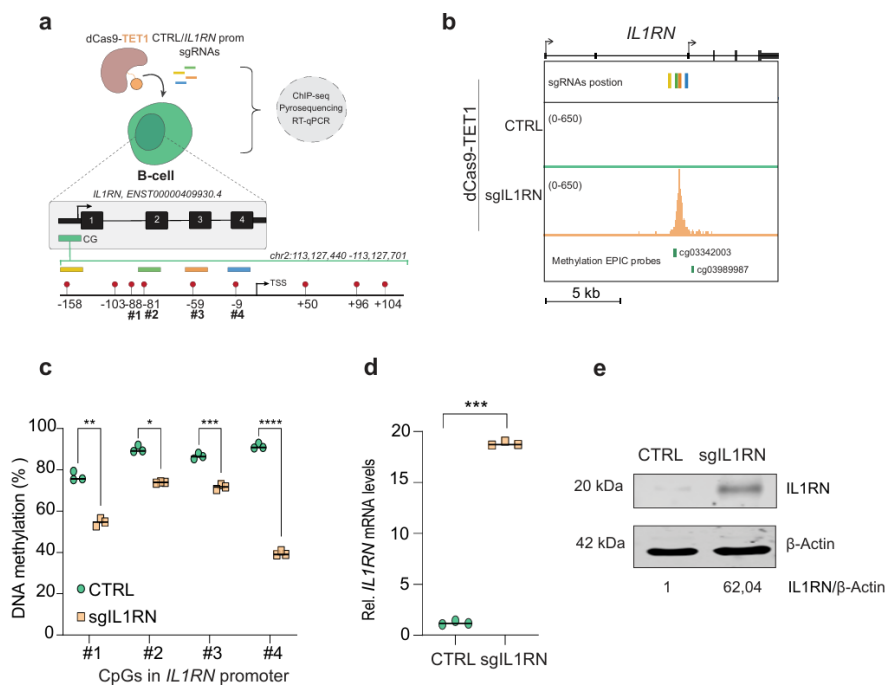 a
dCas9-TET1 CTRL/IL1RN prom
sgRNAs
ChIP-seq
Pyrosequencing
RT-qPCR
B-cell
IL1RN, ENST00000409930.4
1
2
3
4
CG
chr2:113,127,440 -113,127,701
TSS
-158
-103
-88
-81
-59
-9
+50
+96
+104
#1
#2
#3
#4
b
IL1RN
dCas9-TET1
sgRNAs postion
CTRL
(0-650)
sgIL1RN
(0-650)
Methylation EPIC probes
cg03342003
cg03989987
5 kb
c
DNA methylation (% )
100
80
60
40
20
0
**
*
***
****
CTRL
sgIL1RN
#1
#2
#3
#4
CpGs in IL1RN promoter
d
***
Rel. IL1RN mRNA levels
20
15
10
5
0
CTRL sgIL1RN
e
CTRL
sgIL1RN
20 kDa
IL1RN
42 kDa
β-Actin
1
62,04
IL1RN/β-Actin